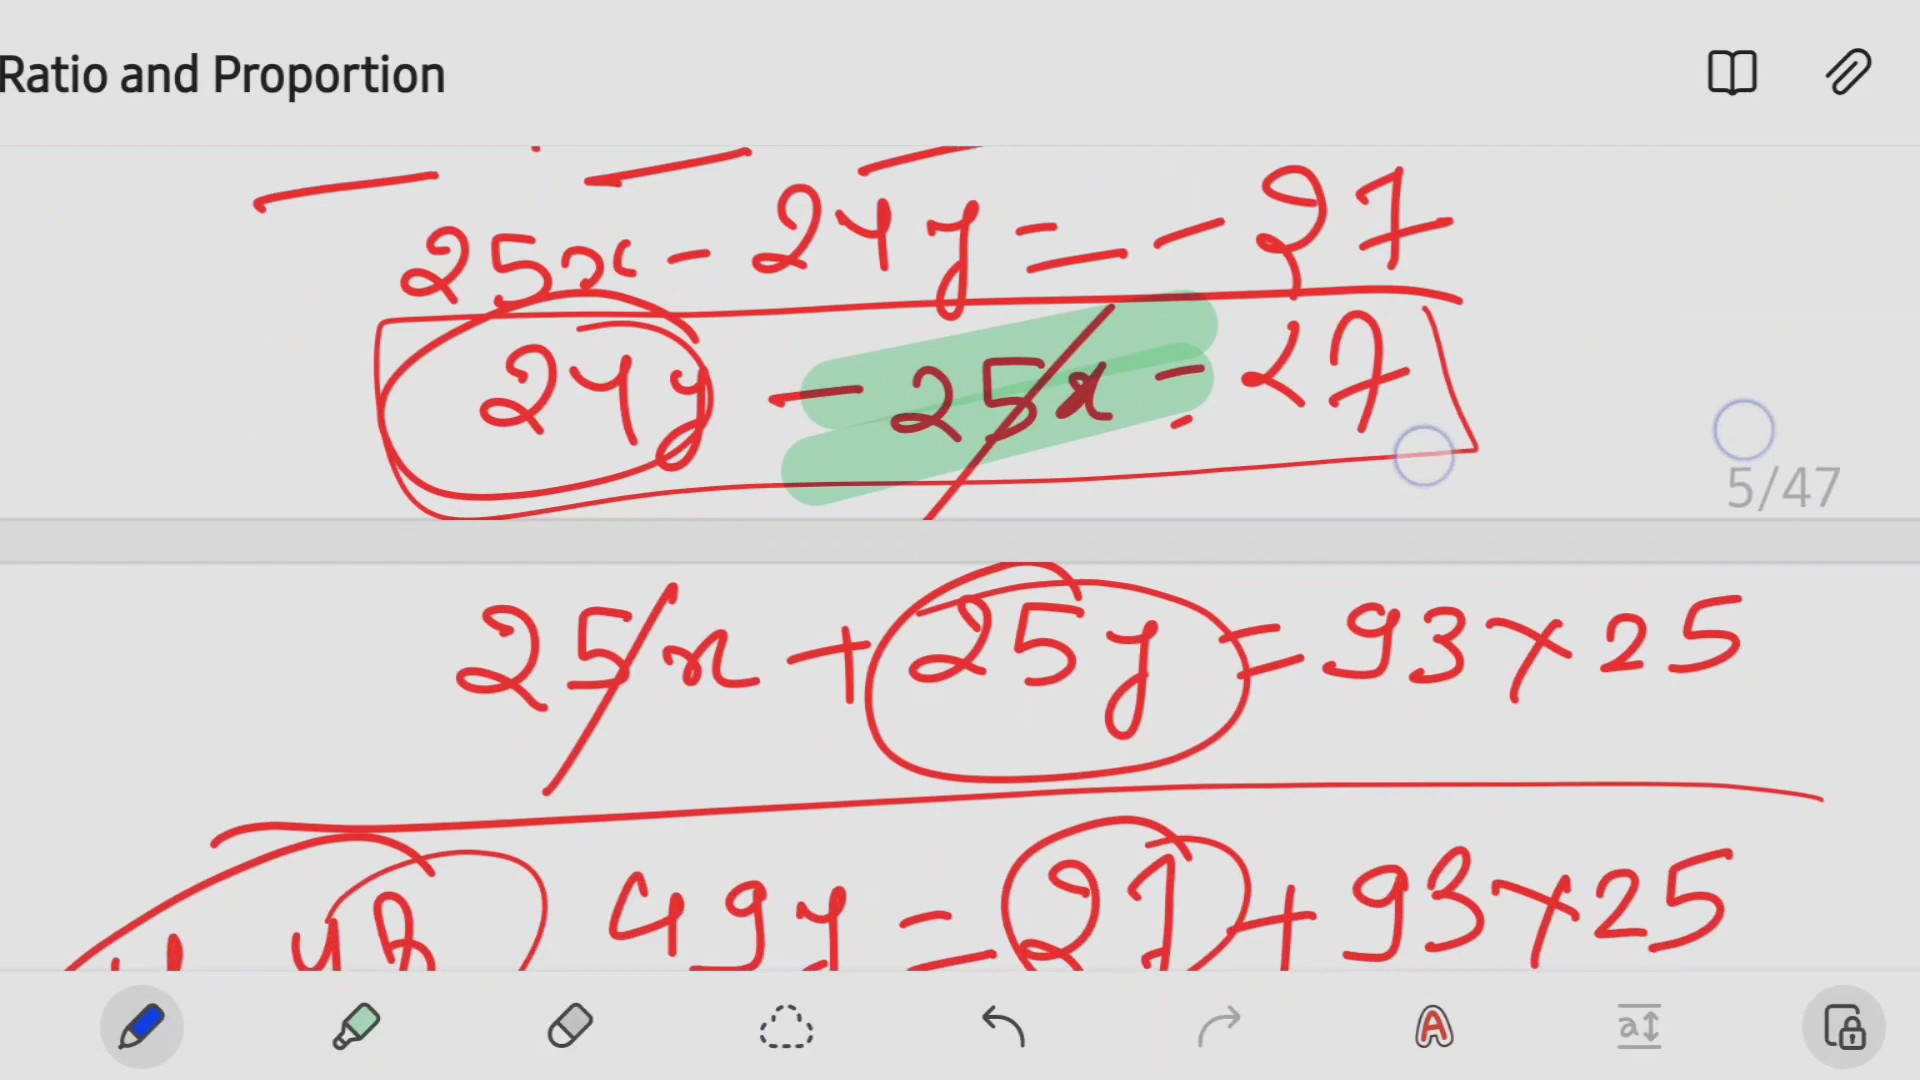 Ratio and Proportion
25x - 24y = - 27
24y - 25x = 27
5/47
25x + 25y = 93 x 25
49y = 27 + 93 x 25